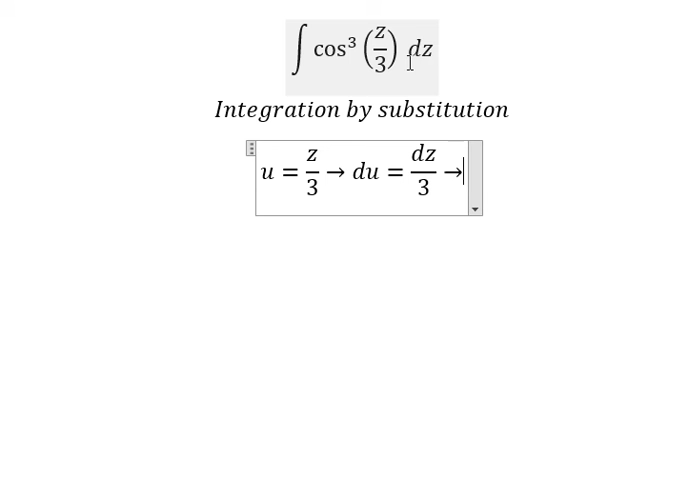 ∫ cos³ (z/3) dz
Integration by substitution
u = z/3 → du = dz/3 →